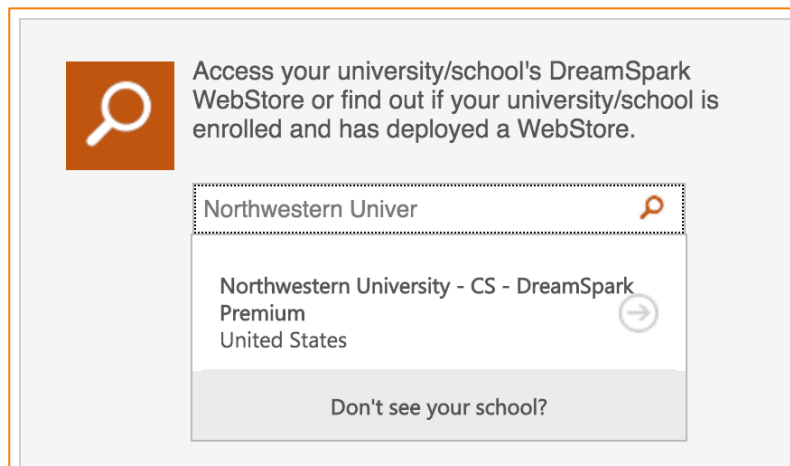 Access your university/school's DreamSpark
WebStore or find out if your university/school is
enrolled and has deployed a WebStore.
Northwestern Univer
Northwestern University - CS - DreamSpark
Premium
United States
Don't see your school?